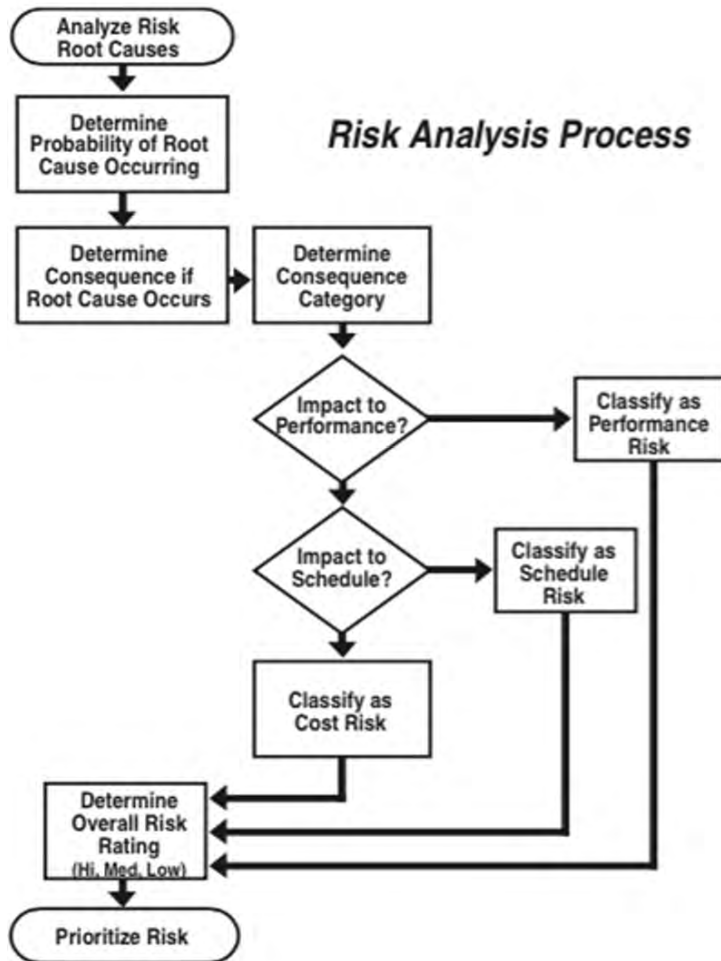 Analyze Risk
Root Causes
Determine
Probability of Root
Cause Occurring
Risk Analysis Process
Determine
Consequence if
Root Cause Occurs
Determine
Consequence
Category
Impact to
Performance?
Classify as
Performance
Risk
Impact to
Schedule?
Classify as
Schedule
Risk
Classify as
Cost Risk
Determine
Overall Risk
Rating
(Hi, Med, Low)
Prioritize Risk